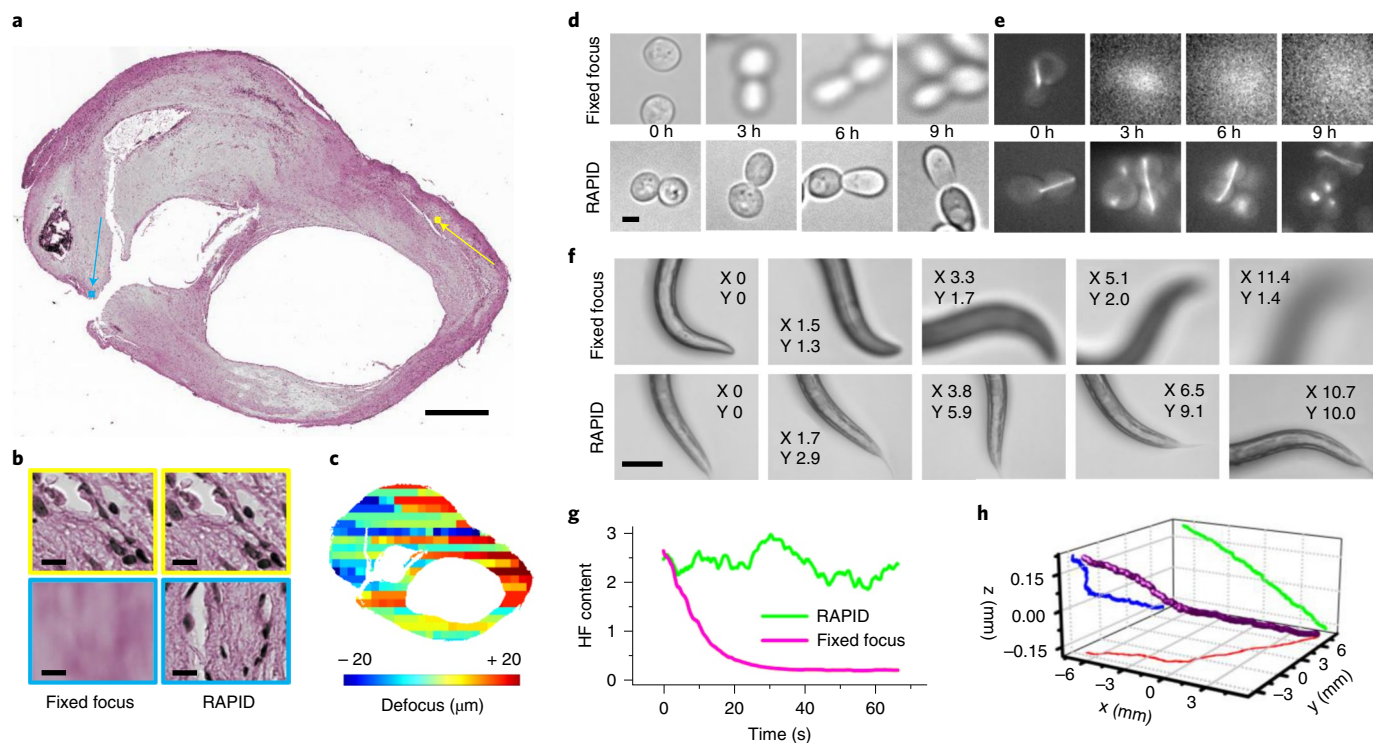 a
d
e
Fixed focus
0 h 3 h 6 h 9 h
0 h 3 h 6 h 9 h
RAPID
f
Fixed focus
X 0
Y 0
X 1.5
Y 1.3
X 3.3
Y 1.7
X 5.1
Y 2.0
X 11.4
Y 1.4
RAPID
X 0
Y 0
X 1.7
Y 2.9
X 3.8
Y 5.9
X 6.5
Y 9.1
X 10.7
Y 10.0
b
Fixed focus RAPID
c
– 20 + 20
Defocus (μm)
g
HF content
3
2
1
0
RAPID
Fixed focus
0 20 40 60
Time (s)
h
z (mm)
0.15
0.00
–0.15
–6 –3 0 3
x (mm)
–3 0 3 6
y (mm)